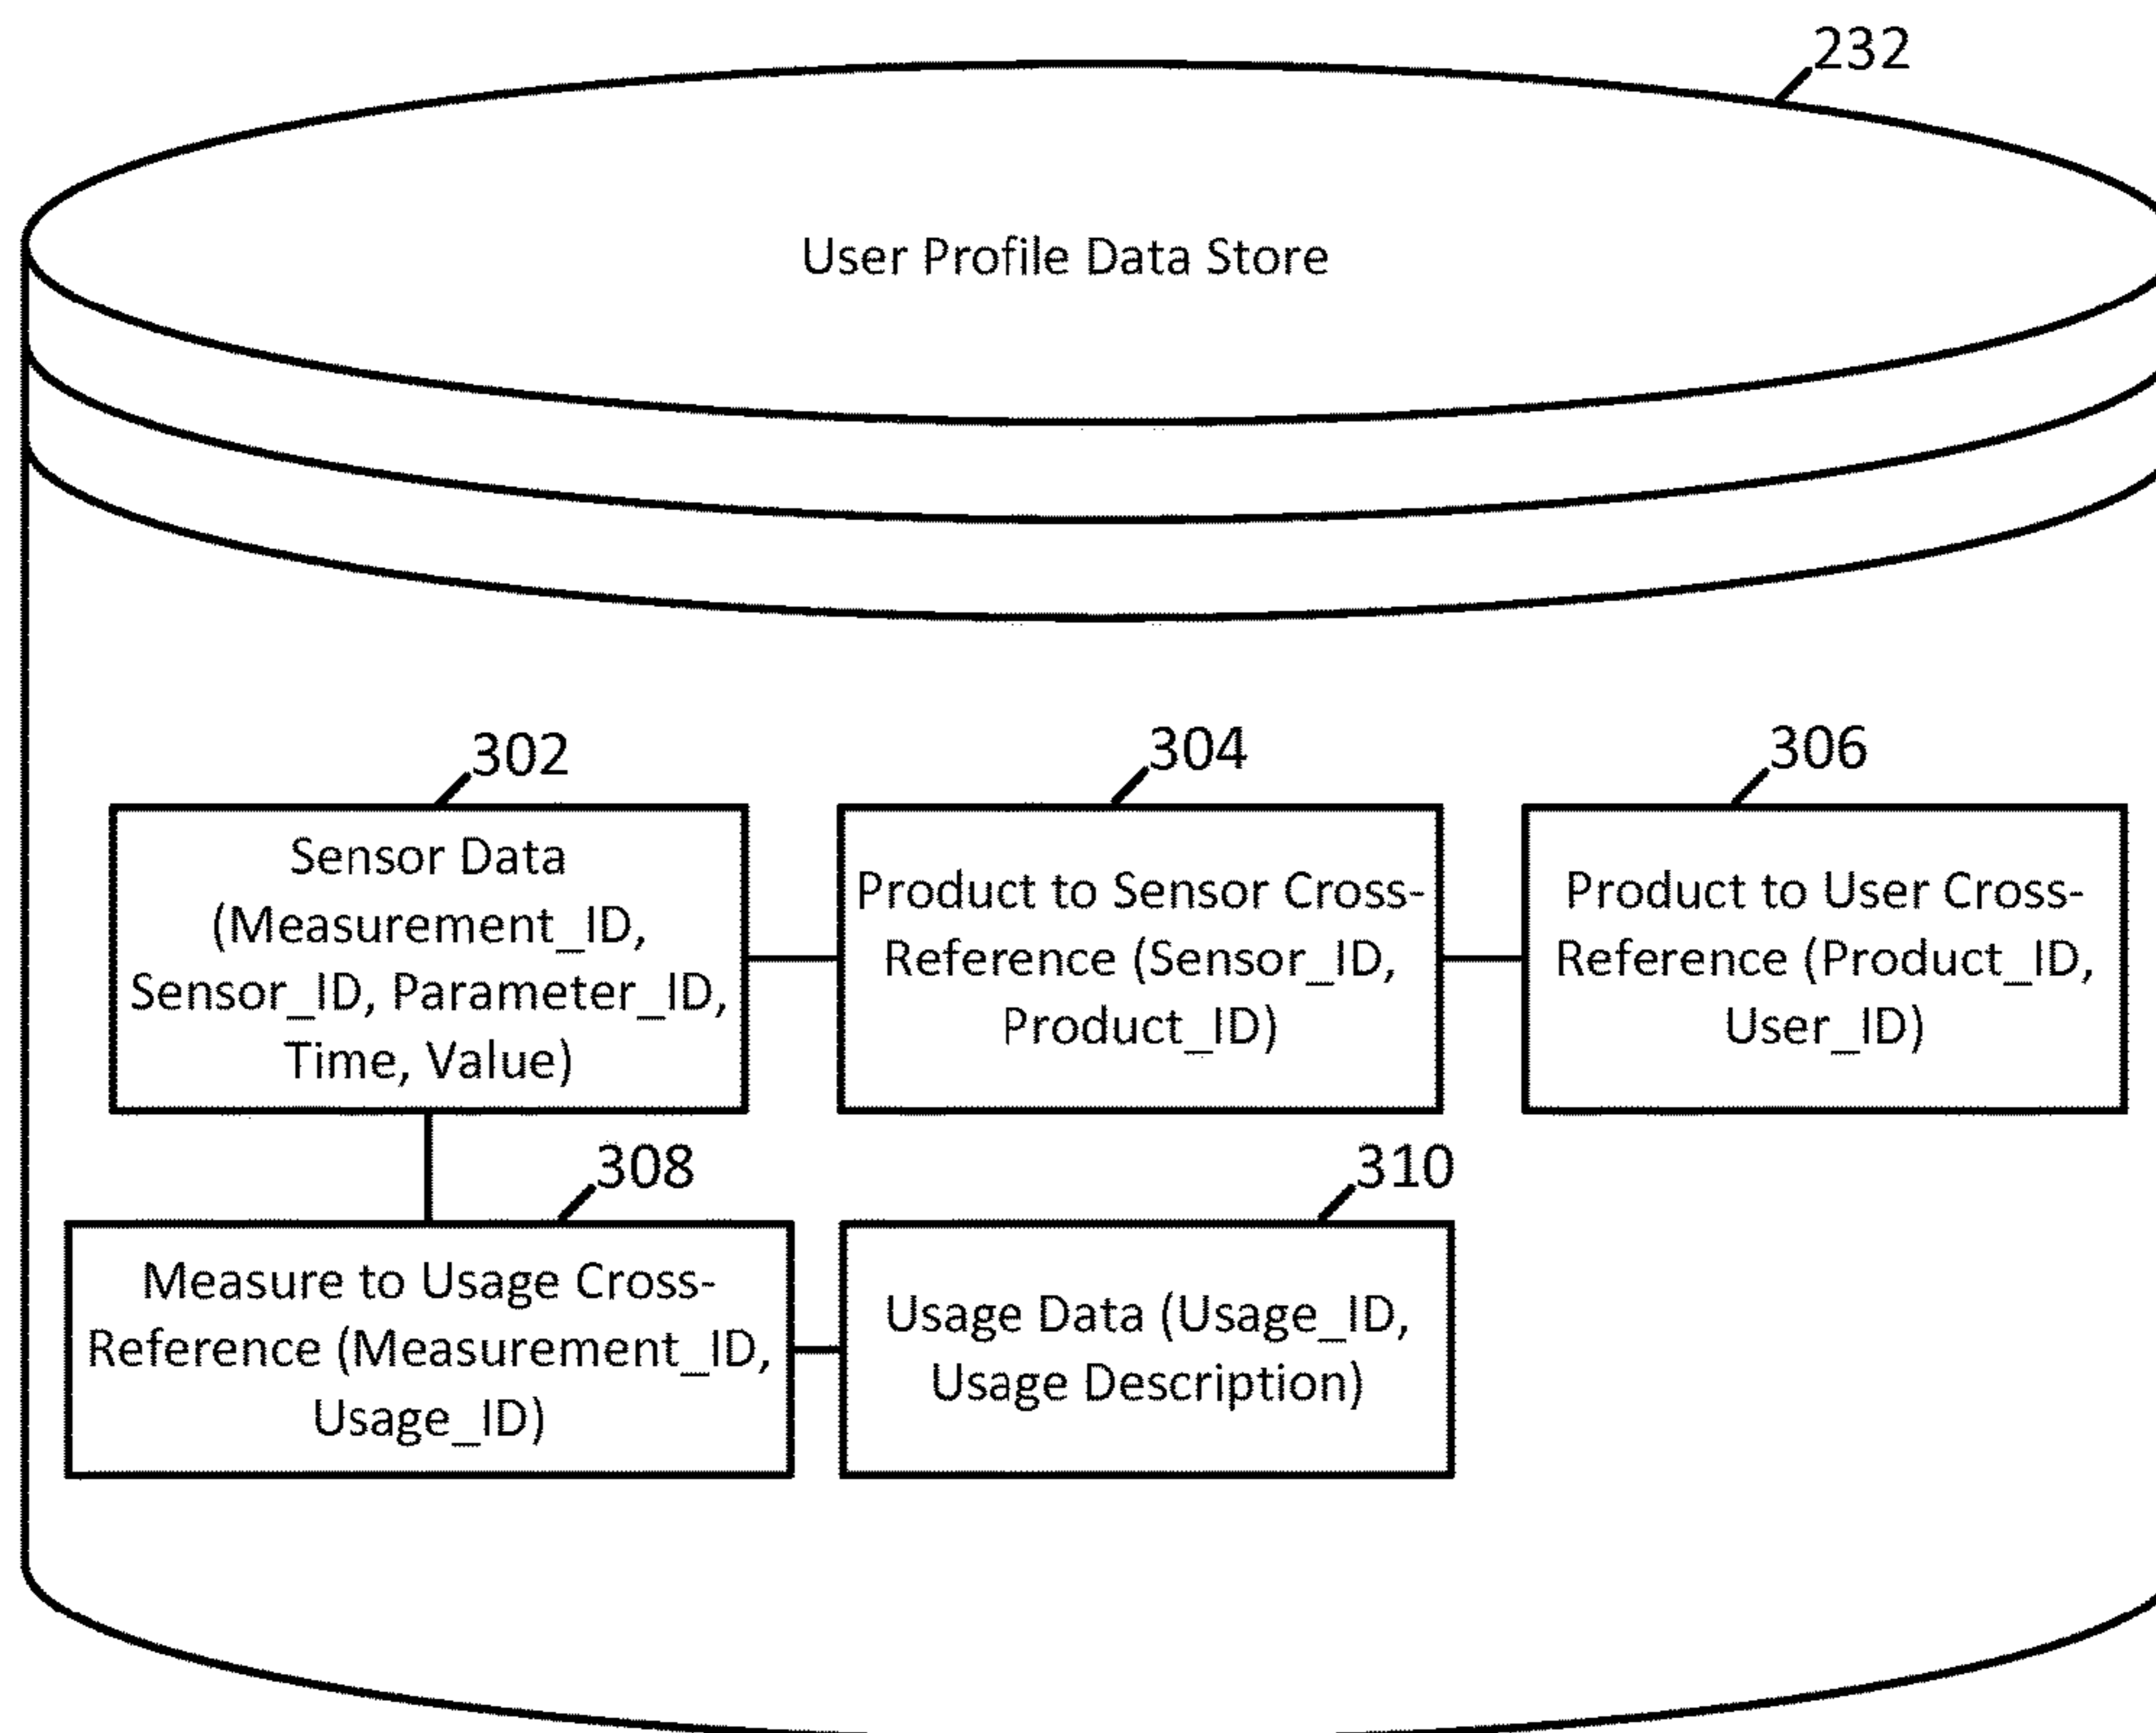 232
User Profile Data Store
302
304
306
Sensor Data
(Measurement_ID,
Sensor_ID, Parameter_ID,
Time, Value)
Product to Sensor Cross-
Reference (Sensor_ID,
Product_ID)
Product to User Cross-
Reference (Product_ID,
User_ID)
308
310
Measure to Usage Cross-
Reference (Measurement_ID,
Usage_ID)
Usage Data (Usage_ID,
Usage Description)